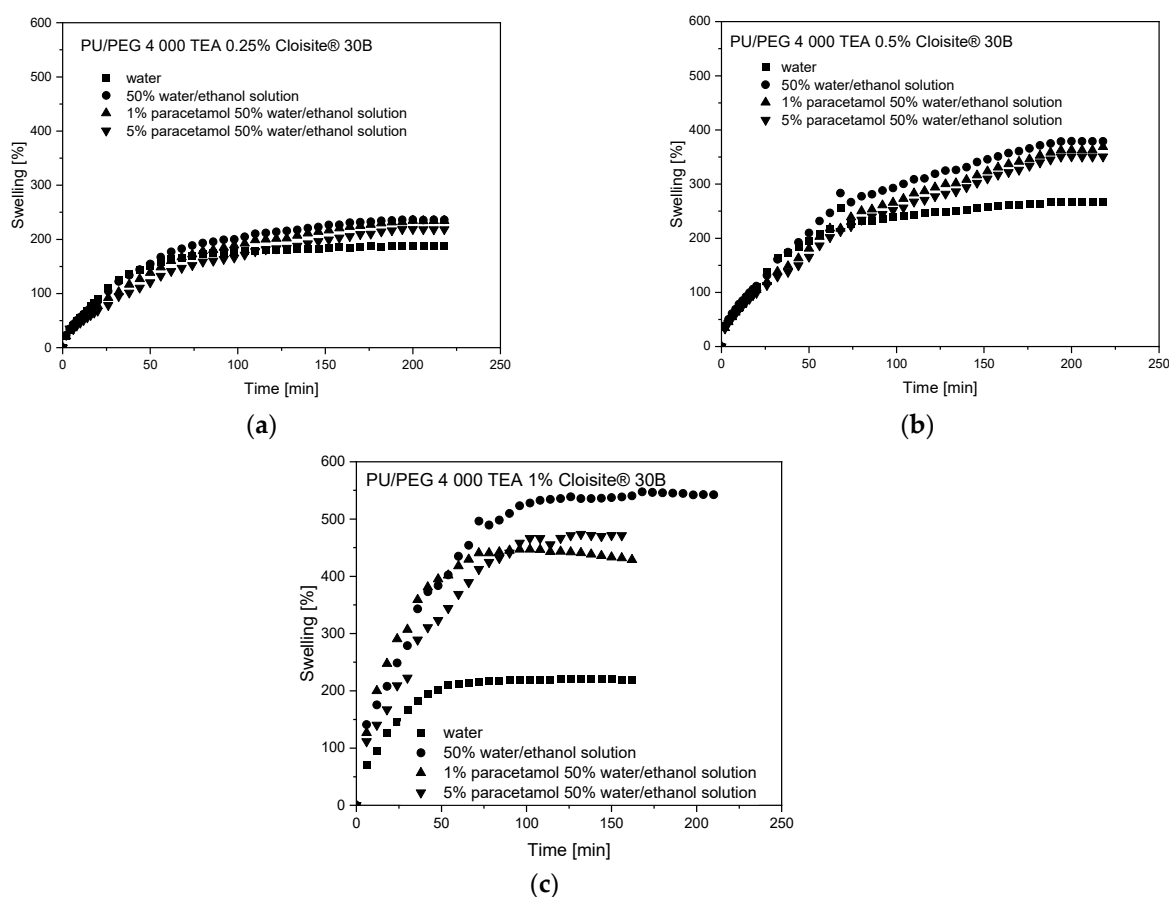 PU/PEG 4 000 TEA 0.25% Cloisite® 30B
water
50% water/ethanol solution
1% paracetamol 50% water/ethanol solution
5% paracetamol 50% water/ethanol solution
Swelling [%]
600
500
400
300
200
100
0
0 50 100 150 200 250
Time [min]
(a)
PU/PEG 4 000 TEA 0.5% Cloisite® 30B
water
50% water/ethanol solution
1% paracetamol 50% water/ethanol solution
5% paracetamol 50% water/ethanol solution
Swelling [%]
600
500
400
300
200
100
0
0 50 100 150 200 250
Time [min]
(b)
PU/PEG 4 000 TEA 1% Cloisite® 30B
Swelling [%]
600
500
400
300
200
100
0
water
50% water/ethanol solution
1% paracetamol 50% water/ethanol solution
5% paracetamol 50% water/ethanol solution
0 50 100 150 200 250
Time [min]
(c)